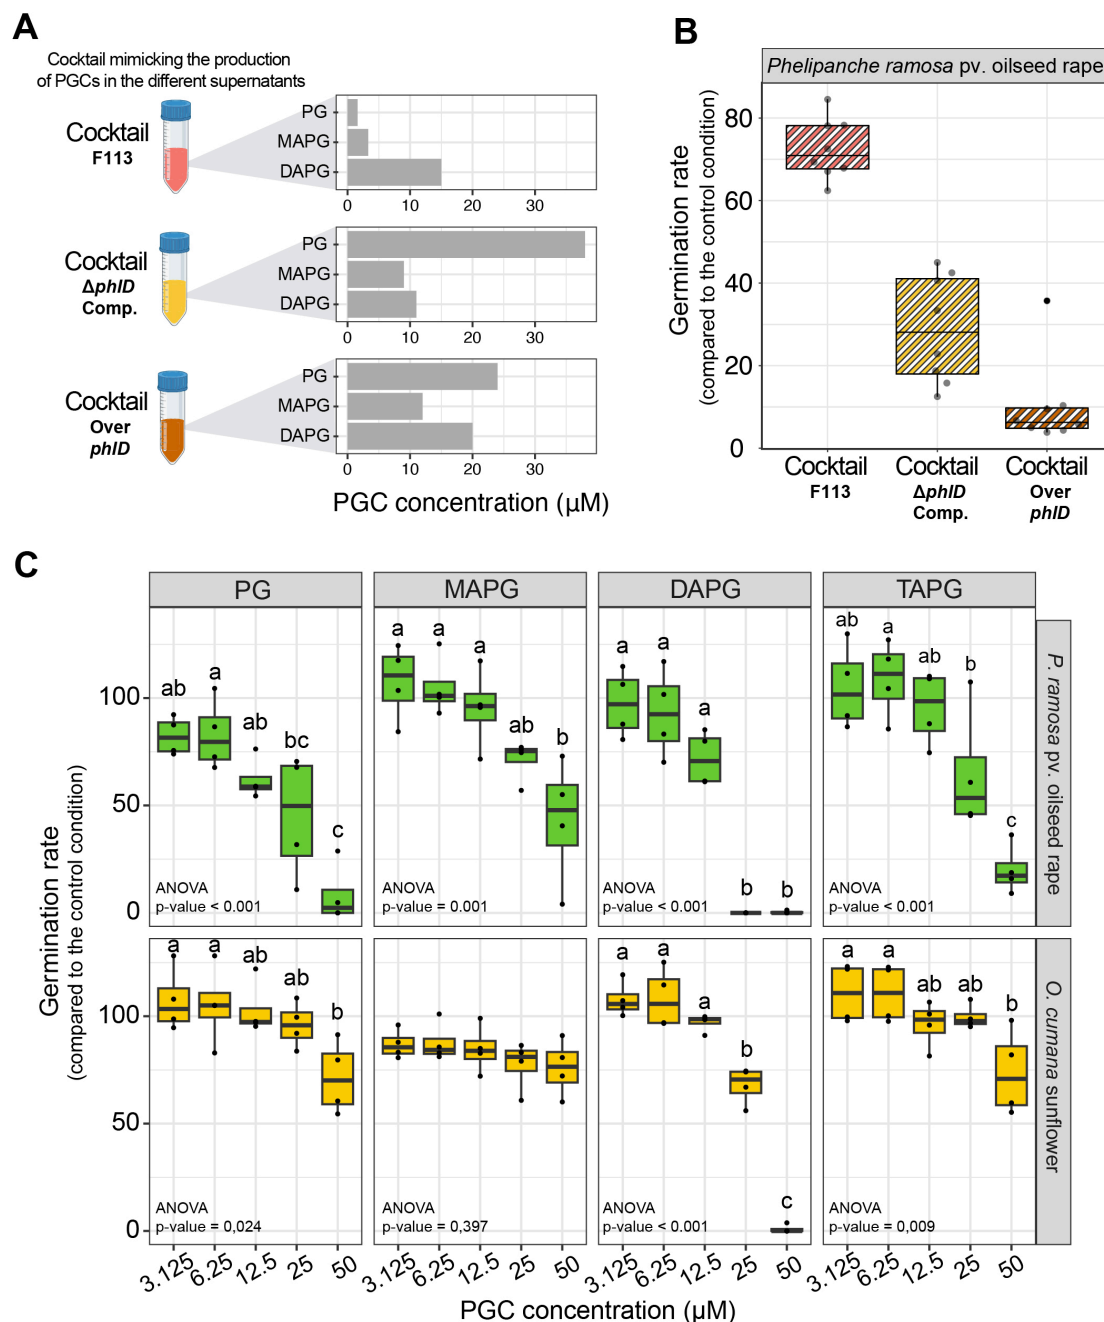 A
Cocktail mimicking the production
of PGCs in the different supernatants
Cocktail
F113
PG
MAPG
DAPG
0 10 20 30
Cocktail
ΔphlD
Comp.
PG
MAPG
DAPG
0 10 20 30
Cocktail
Over
phlD
PG
MAPG
DAPG
0 10 20 30
PGC concentration (µM)
B
Phelipanche ramosa pv. oilseed rape
Germination rate
(compared to the control condition)
80
60
40
20
0
Cocktail
F113
Cocktail
ΔphlD
Comp.
Cocktail
Over
phlD
C
PG MAPG DAPG TAPG
Germination rate
(compared to the control condition)
100
50
0
ab a ab bc c
ANOVA
p-value < 0.001
a a a ab b
ANOVA
p-value = 0.001
a a a b b
ANOVA
p-value < 0.001
ab a ab b c
ANOVA
p-value < 0.001
P. ramosa pv. oilseed rape
100
50
0
a a ab ab b
ANOVA
p-value = 0,024
ANOVA
p-value = 0,397
a a a b c
ANOVA
p-value < 0.001
a a ab ab b
ANOVA
p-value = 0,009
O. cumana sunflower
3.125 6.25 12.5 25 50
3.125 6.25 12.5 25 50
3.125 6.25 12.5 25 50
3.125 6.25 12.5 25 50
PGC concentration (µM)